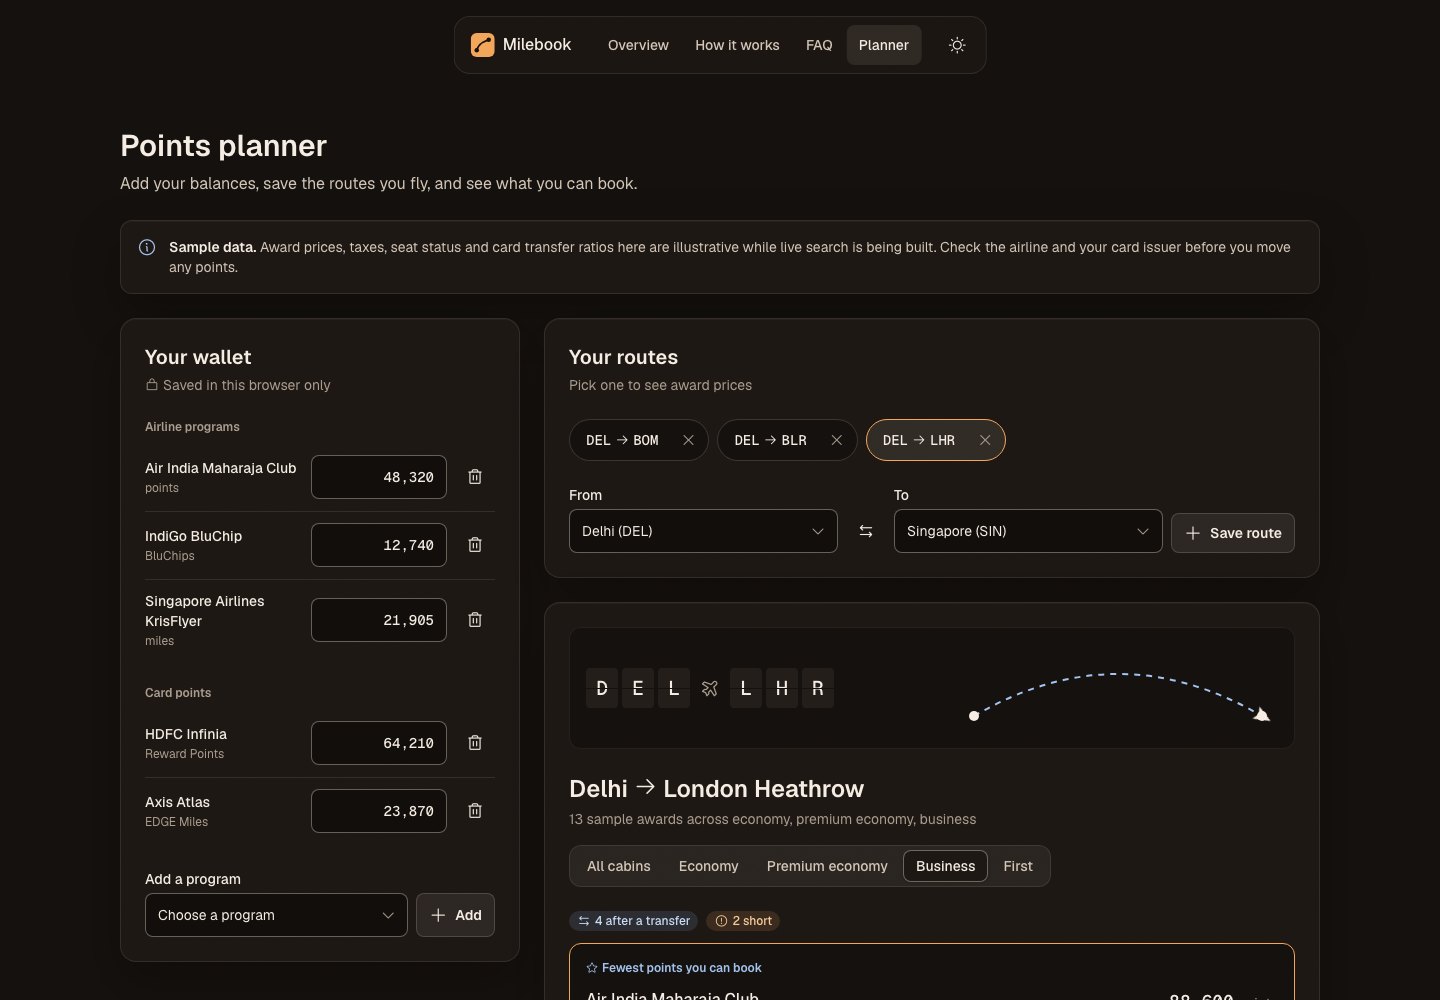 Milebook Overview How it works FAQ Planner
Points planner
Add your balances, save the routes you fly, and see what you can book.
Sample data. Award prices, taxes, seat status and card transfer ratios here are illustrative while live search is being built. Check the airline and your card issuer before you move
any points.
Your wallet
Saved in this browser only
Airline programs
Air India Maharaja Club
points
48,320
IndiGo BluChip
BluChips
12,740
Singapore Airlines
KrisFlyer
miles
21,905
Card points
HDFC Infinia
Reward Points
64,210
Axis Atlas
EDGE Miles
23,870
Add a program
Choose a program
Add
Your routes
Pick one to see award prices
DEL → BOM
DEL → BLR
DEL → LHR
From
Delhi (DEL)
To
Singapore (SIN)
Save route
DEL LHR
Delhi → London Heathrow
13 sample awards across economy, premium economy, business
All cabins Economy Premium economy Business First
4 after a transfer 2 short
Fewest points you can book
Air India Maharaja Club
88,600